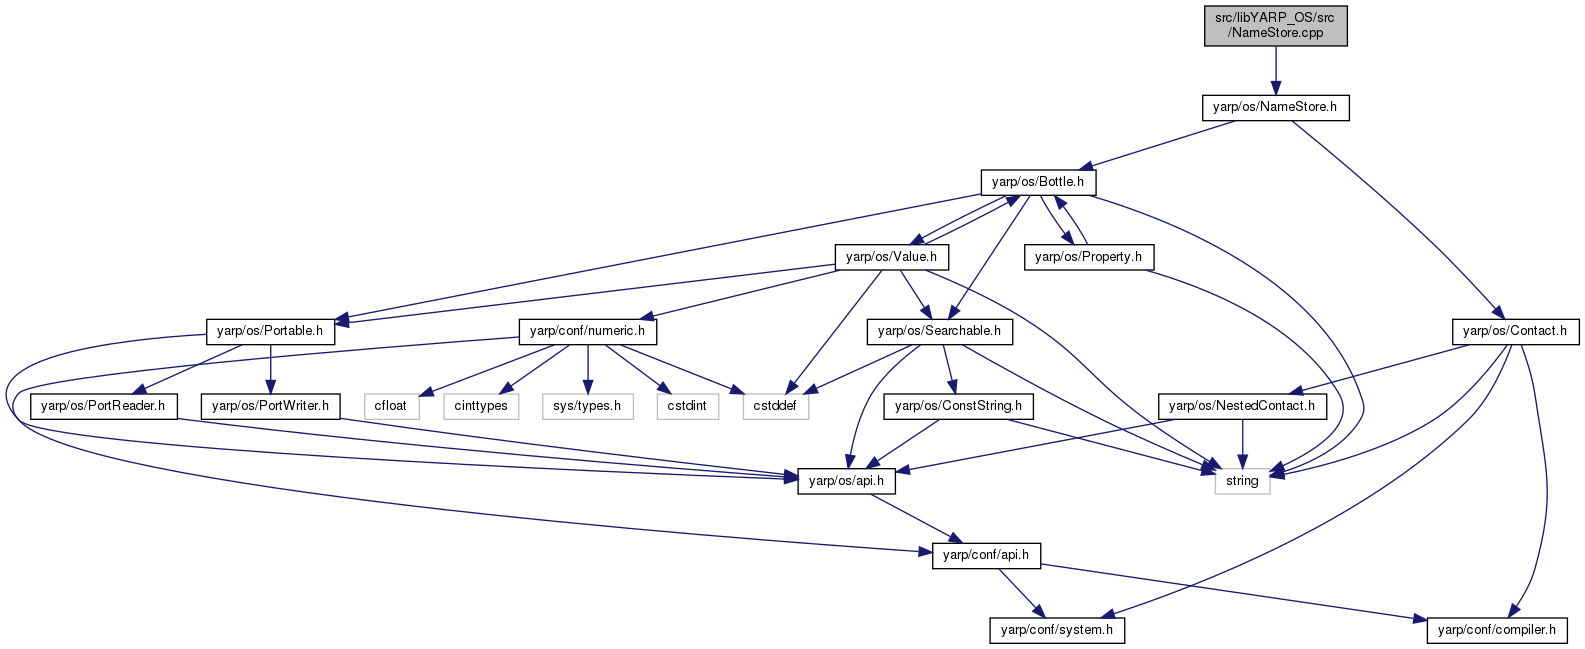 src/libYARP_OS/src
/NameStore.cpp
yarp/os/NameStore.h
yarp/os/Bottle.h
yarp/os/Value.h
yarp/os/Property.h
yarp/os/Portable.h
yarp/conf/numeric.h
yarp/os/Searchable.h
yarp/os/Contact.h
yarp/os/PortReader.h
yarp/os/PortWriter.h
cfloat
cinttypes
sys/types.h
cstdint
cstddef
yarp/os/ConstString.h
yarp/os/NestedContact.h
yarp/os/api.h
string
yarp/conf/api.h
yarp/conf/system.h
yarp/conf/compiler.h